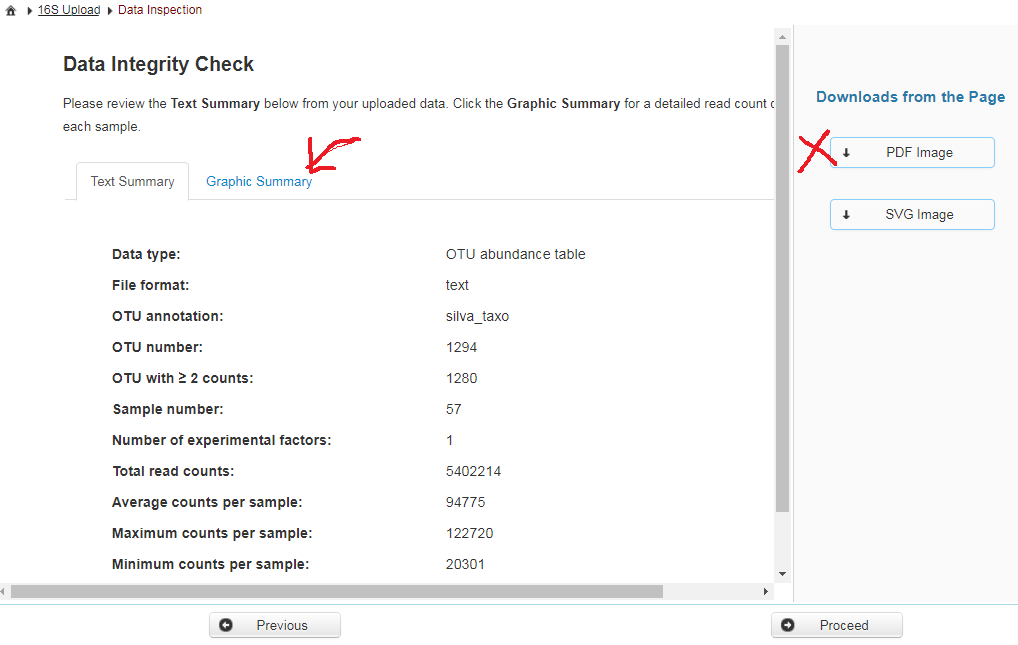 16S Upload Data Inspection
Data Integrity Check
Please review the Text Summary below from your uploaded data. Click the Graphic Summary for a detailed read count
each sample.
Text Summary Graphic Summary
Data type: OTU abundance table
File format: text
OTU annotation: silva_taxo
OTU number: 1294
OTU with ≥ 2 counts: 1280
Sample number: 57
Number of experimental factors: 1
Total read counts: 5402214
Average counts per sample: 94775
Maximum counts per sample: 122720
Minimum counts per sample: 20301
Downloads from the Page
PDF Image
SVG Image
Previous Proceed